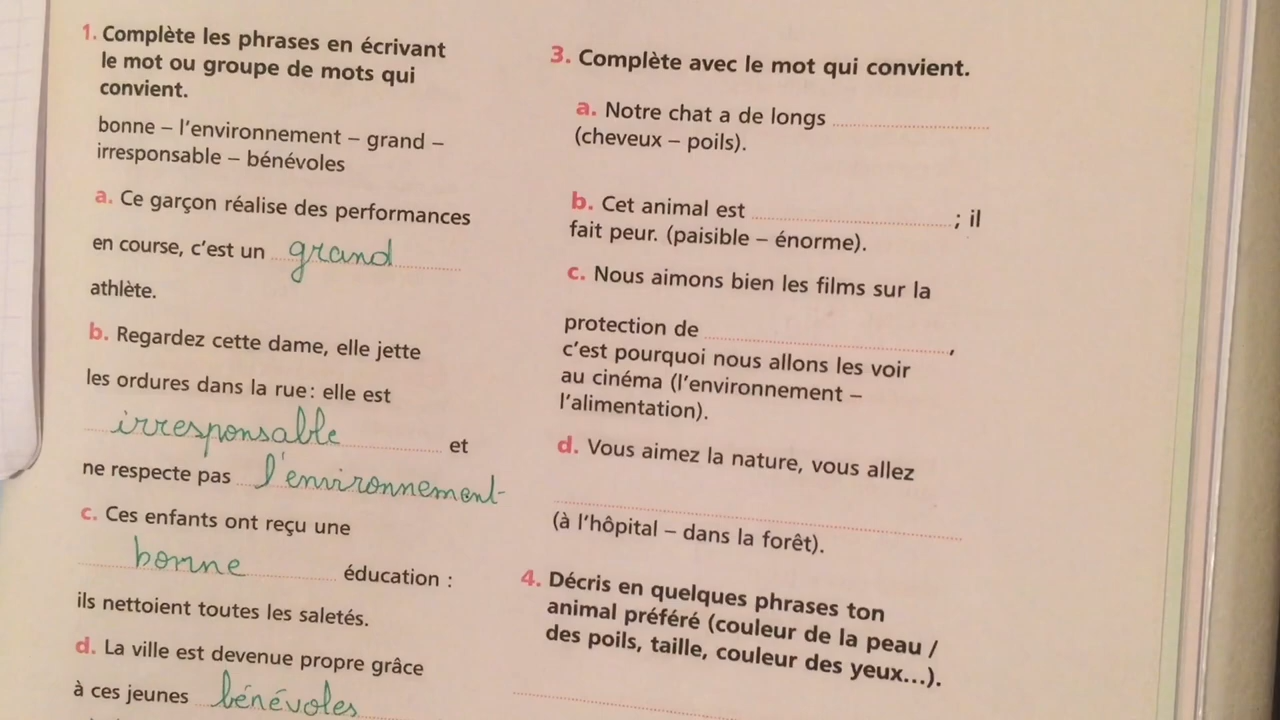 1. Complète les phrases en écrivant
le mot ou groupe de mots qui
convient.
bonne – l'environnement – grand –
irresponsable – bénévoles
a. Ce garçon réalise des performances
en course, c'est un grand
athlète.
b. Regardez cette dame, elle jette
les ordures dans la rue: elle est
irresponsable et
ne respecte pas l'environnement
c. Ces enfants ont reçu une
bonne éducation :
ils nettoient toutes les saletés.
d. La ville est devenue propre grâce
à ces jeunes bénévoles
3. Complète avec le mot qui convient.
a. Notre chat a de longs
(cheveux – poils).
b. Cet animal est ; il
fait peur. (paisible – énorme).
c. Nous aimons bien les films sur la
protection de ,
c'est pourquoi nous allons les voir
au cinéma (l'environnement –
l'alimentation).
d. Vous aimez la nature, vous allez
(à l'hôpital – dans la forêt).
4. Décris en quelques phrases ton
animal préféré (couleur de la peau /
des poils, taille, couleur des yeux...).